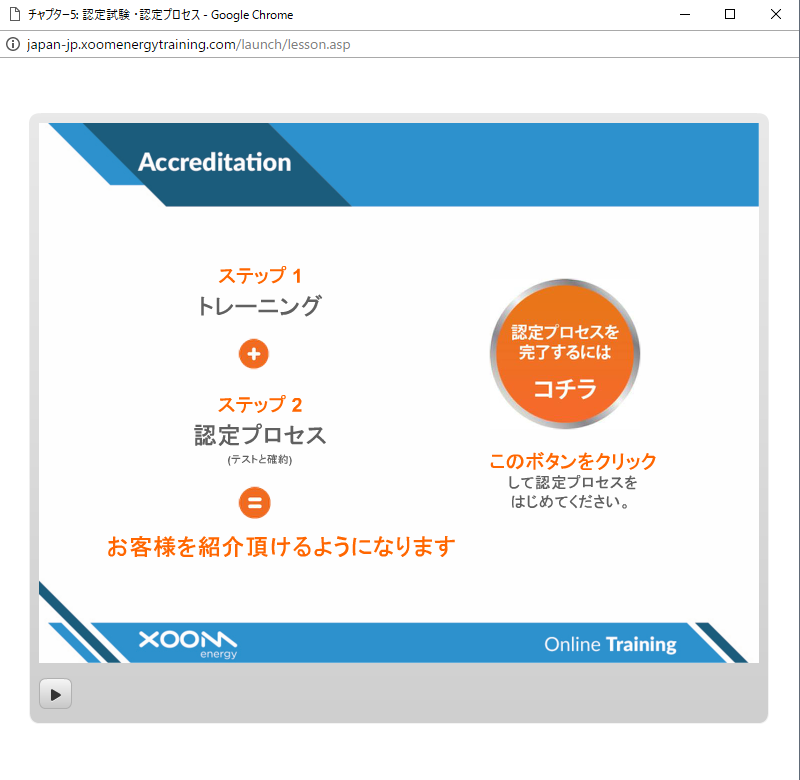 チャプター5: 認定試験・認定プロセス - Google Chrome
japan-jp.xoomenergytraining.com/launch/lesson.asp
Accreditation
ステップ 1
トレーニング
+
ステップ 2
認定プロセス
(テストと確約)
=
お客様を紹介頂けるようになります
認定プロセスを
完了するには
コチラ
このボタンをクリック
して認定プロセスを
はじめてください。
XOOM
energy
Online Training